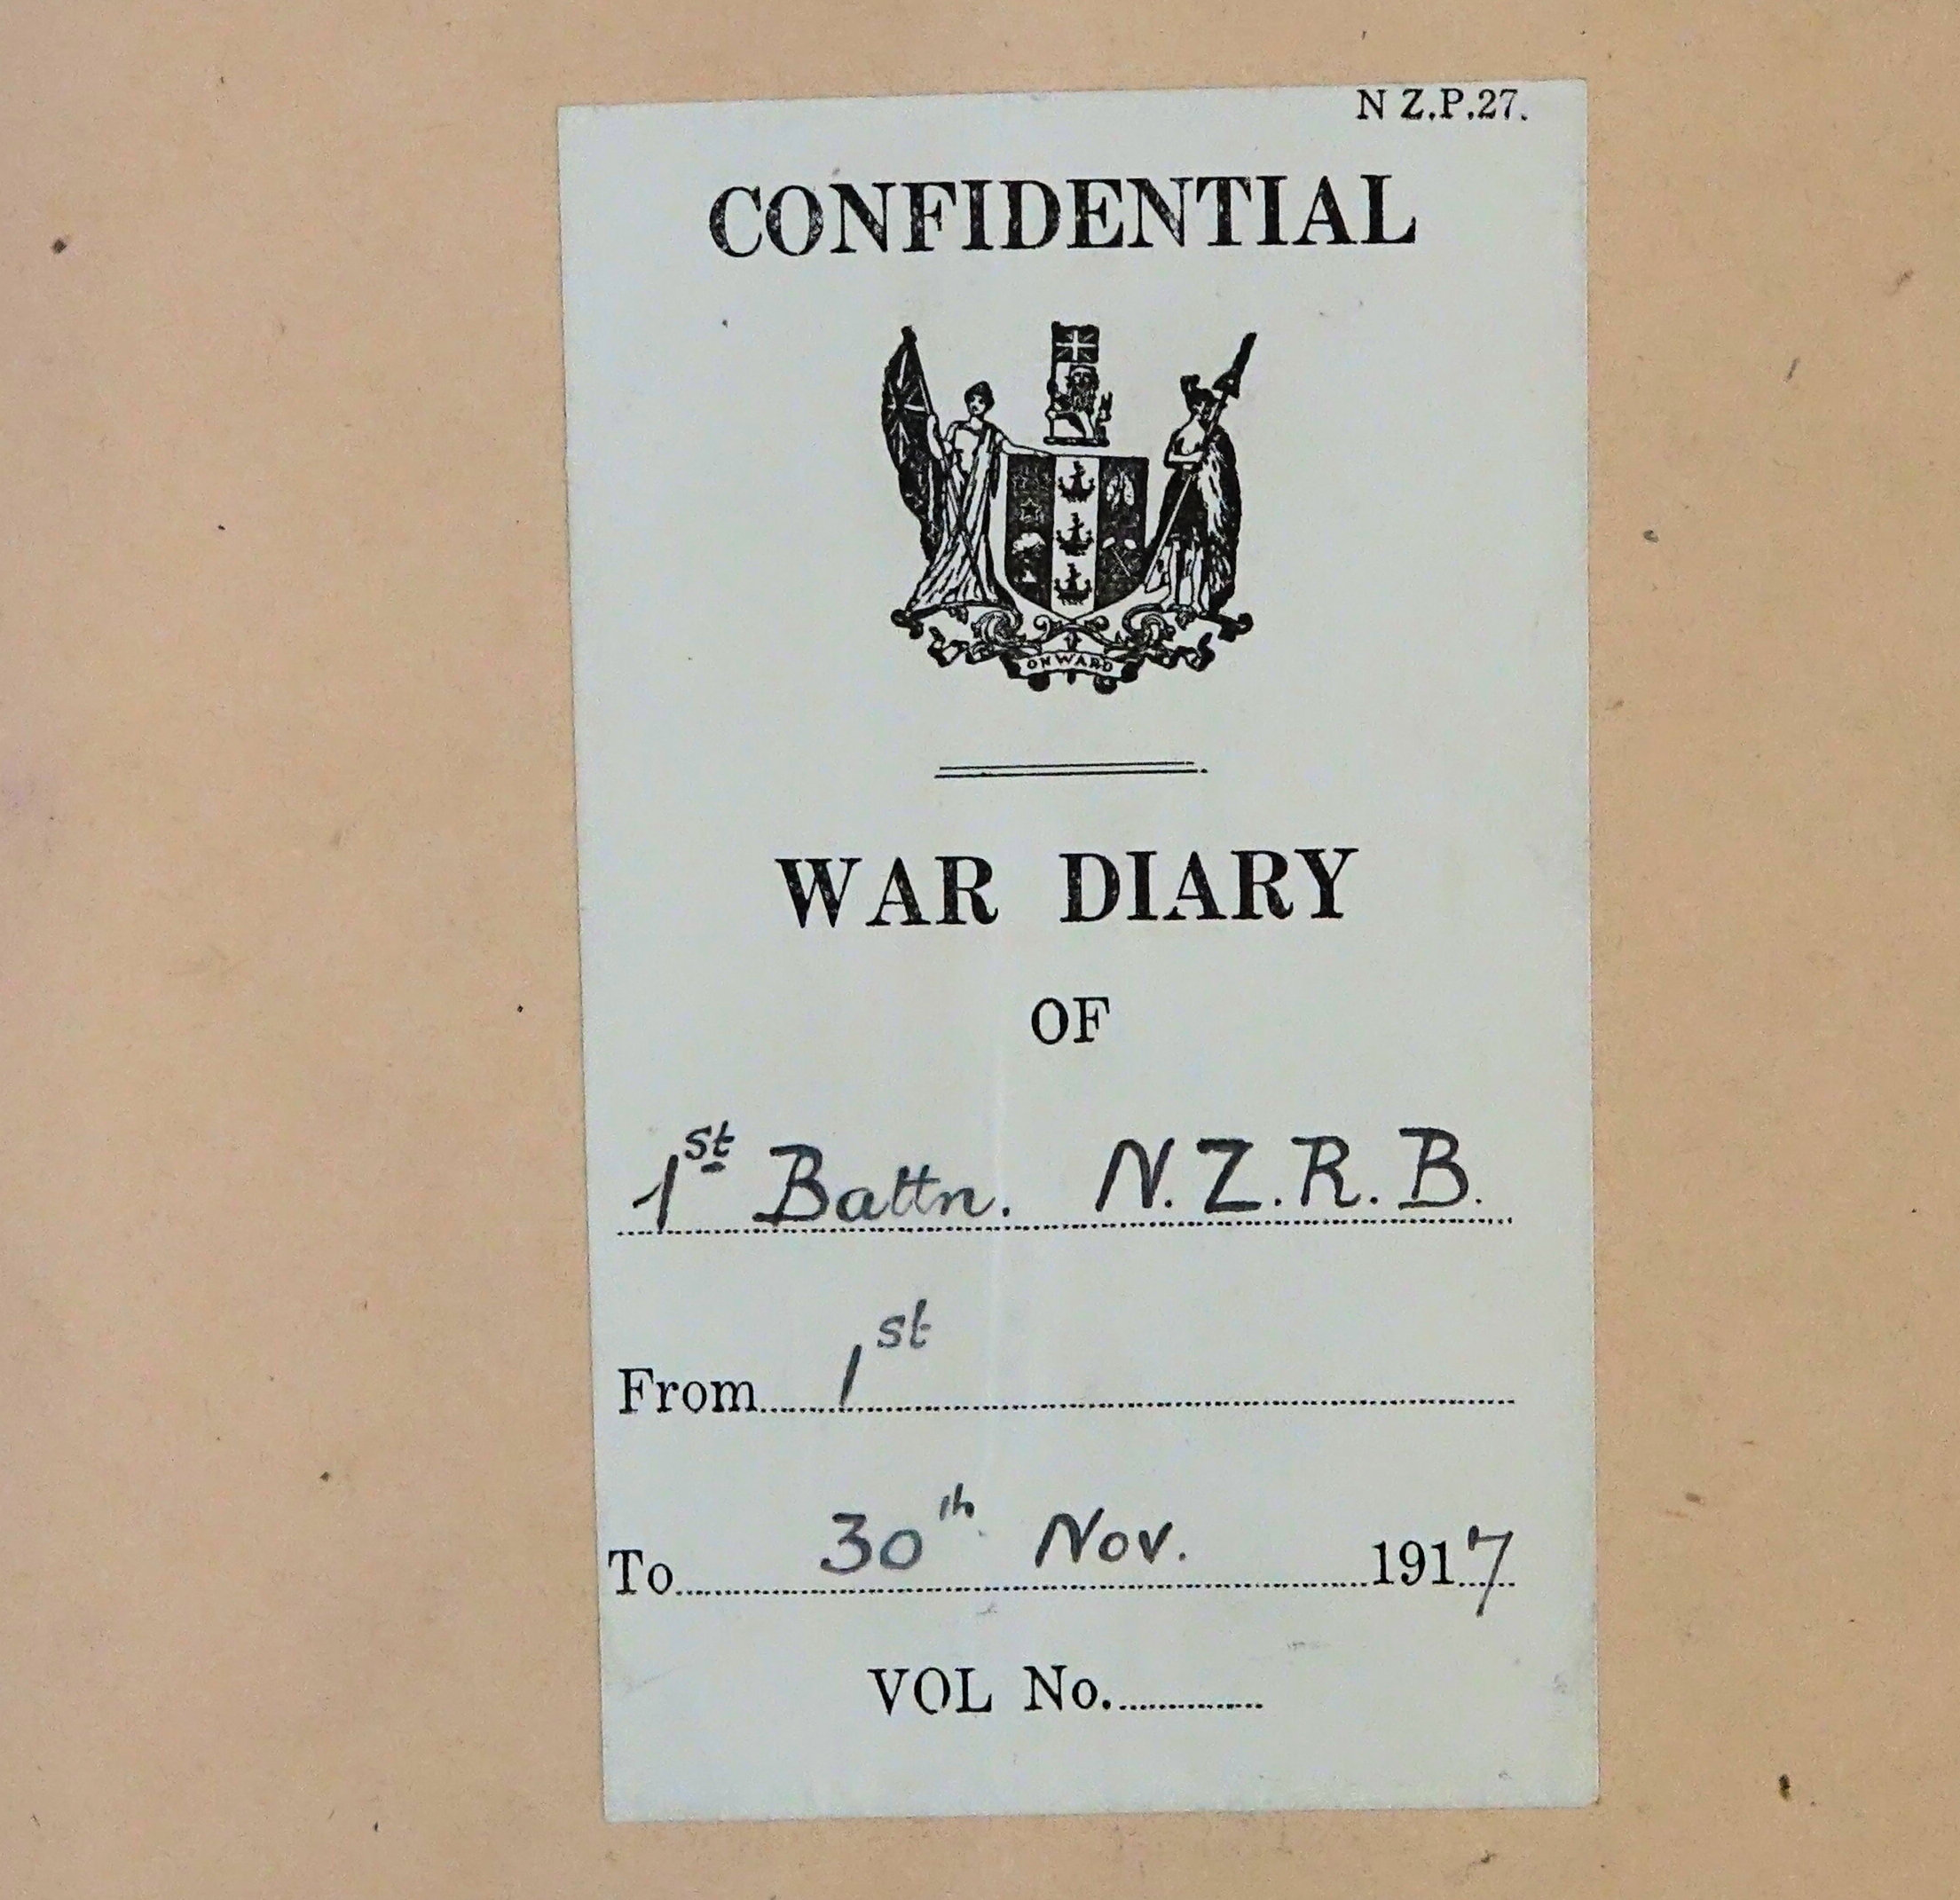 N Z.P.27.
CONFIDENTIAL
ONWARD
WAR DIARY
OF
1st Battn. N.Z.R.B.
From 1st
To 30th Nov. 1917
VOL No.